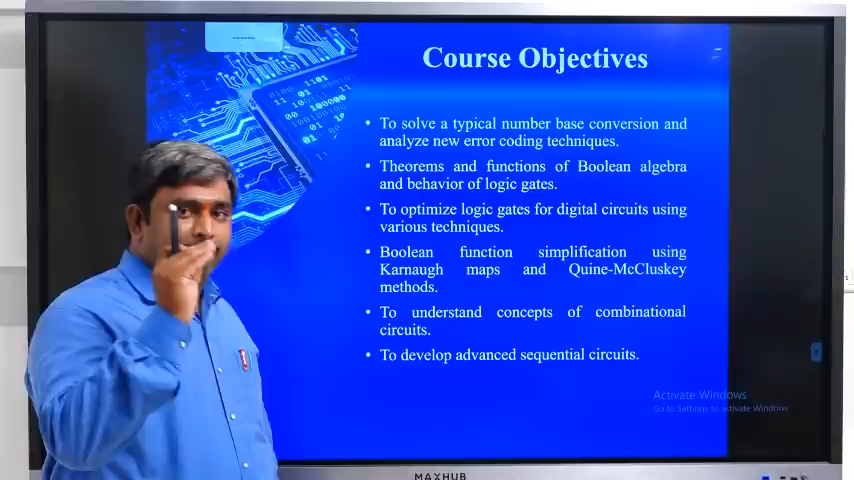 Course Objectives
• To solve a typical number base conversion and
analyze new error coding techniques.
• Theorems and functions of Boolean algebra
and behavior of logic gates.
• To optimize logic gates for digital circuits using
various techniques.
• Boolean function simplification using
Karnaugh maps and Quine-McCluskey
methods.
• To understand concepts of combinational
circuits.
• To develop advanced sequential circuits.
Activate Windows
Go to Settings to activate Windows
MAXHUB